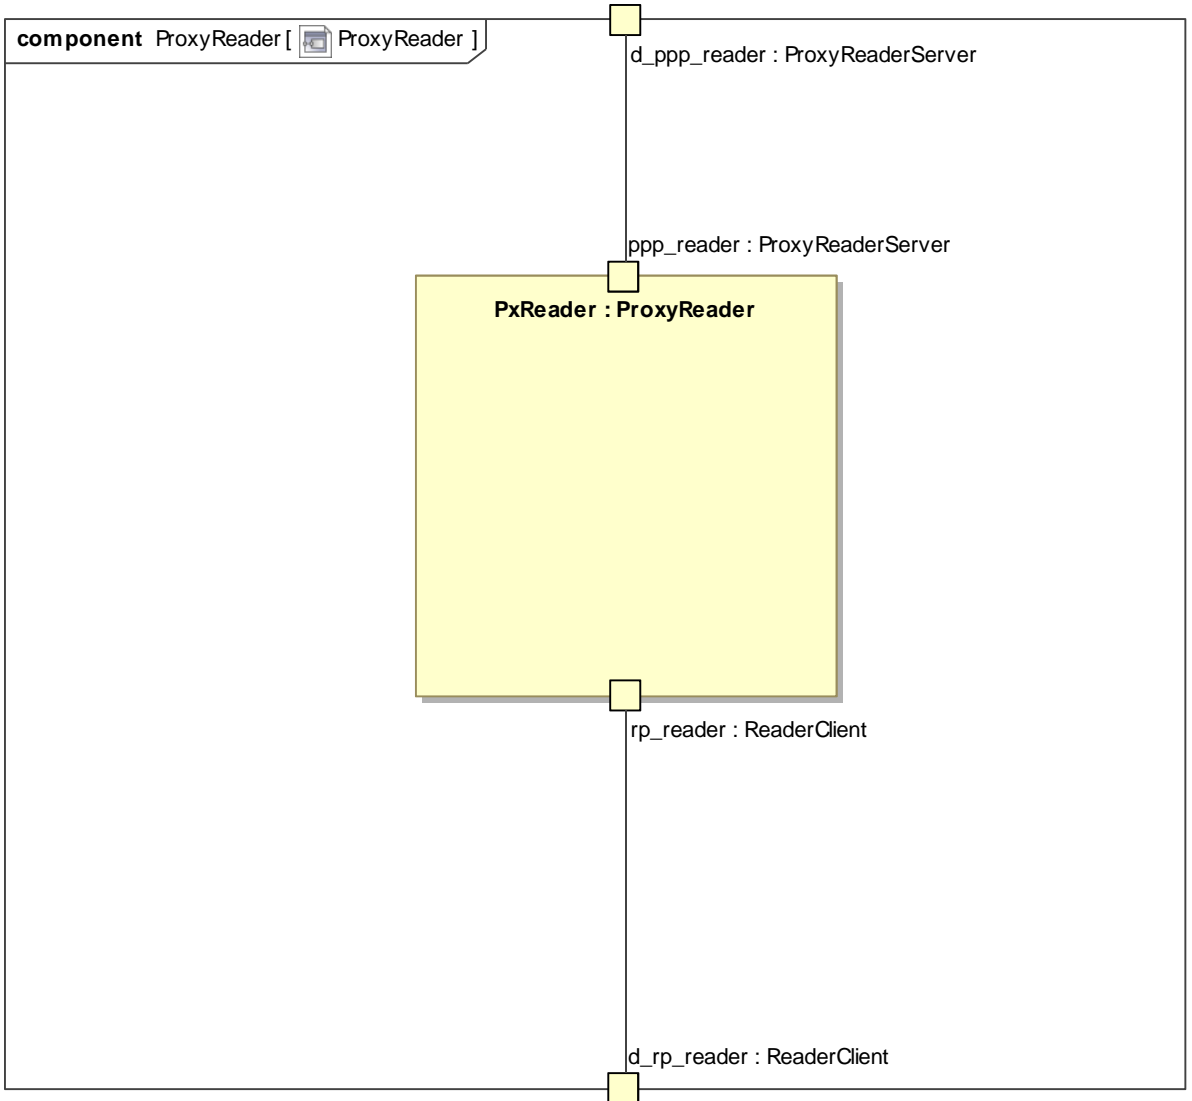 component ProxyReader [ ProxyReader ]
d_ppp_reader : ProxyReaderServer
ppp_reader : ProxyReaderServer
PxReader : ProxyReader
rp_reader : ReaderClient
d_rp_reader : ReaderClient